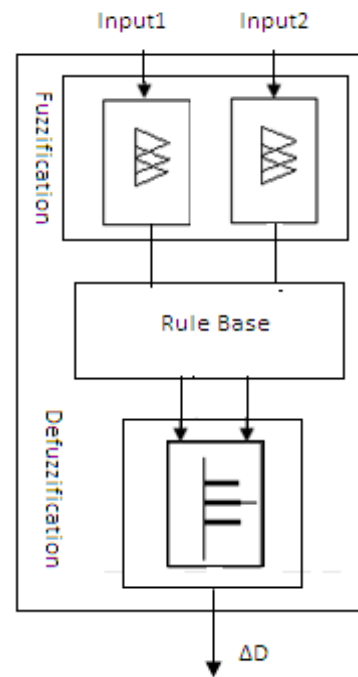 Input1
Input2
Fuzzification
Rule Base
Defuzzification
ΔD